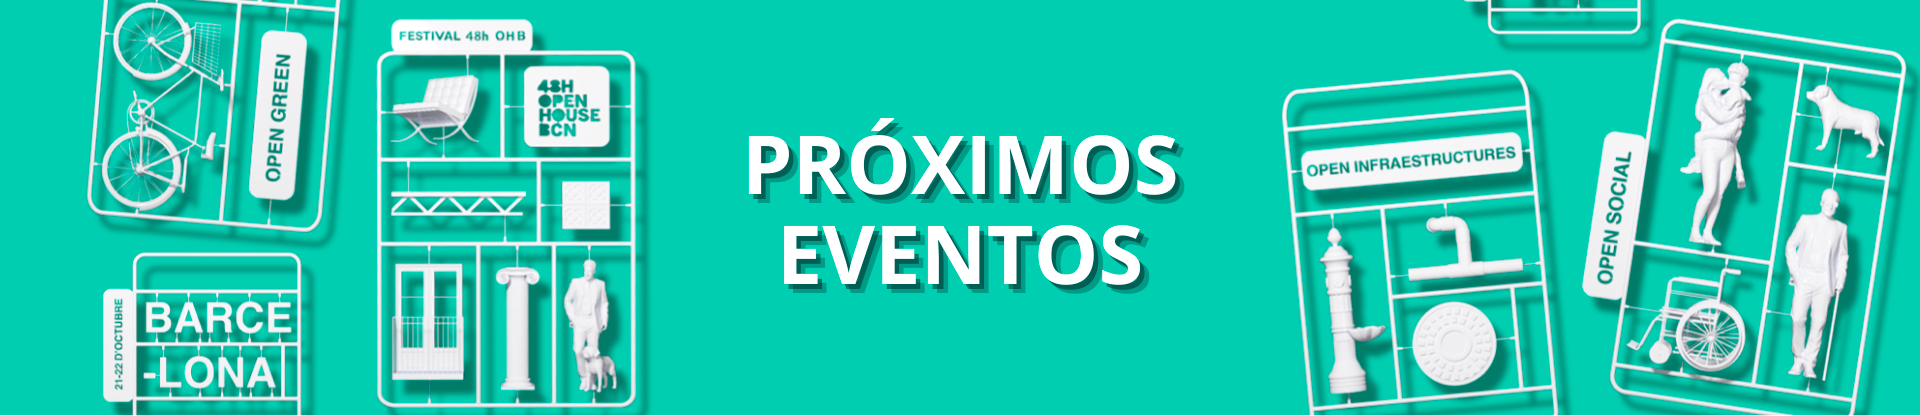 OPEN GREEN
FESTIVAL 48h OHB
48H
OPEN
HOUSE
BCN
21-22 D'OCTUBRE
BARCE
-LONA
PRÓXIMOS
EVENTOS
OPEN INFRAESTRUCTURES
OPEN SOCIAL